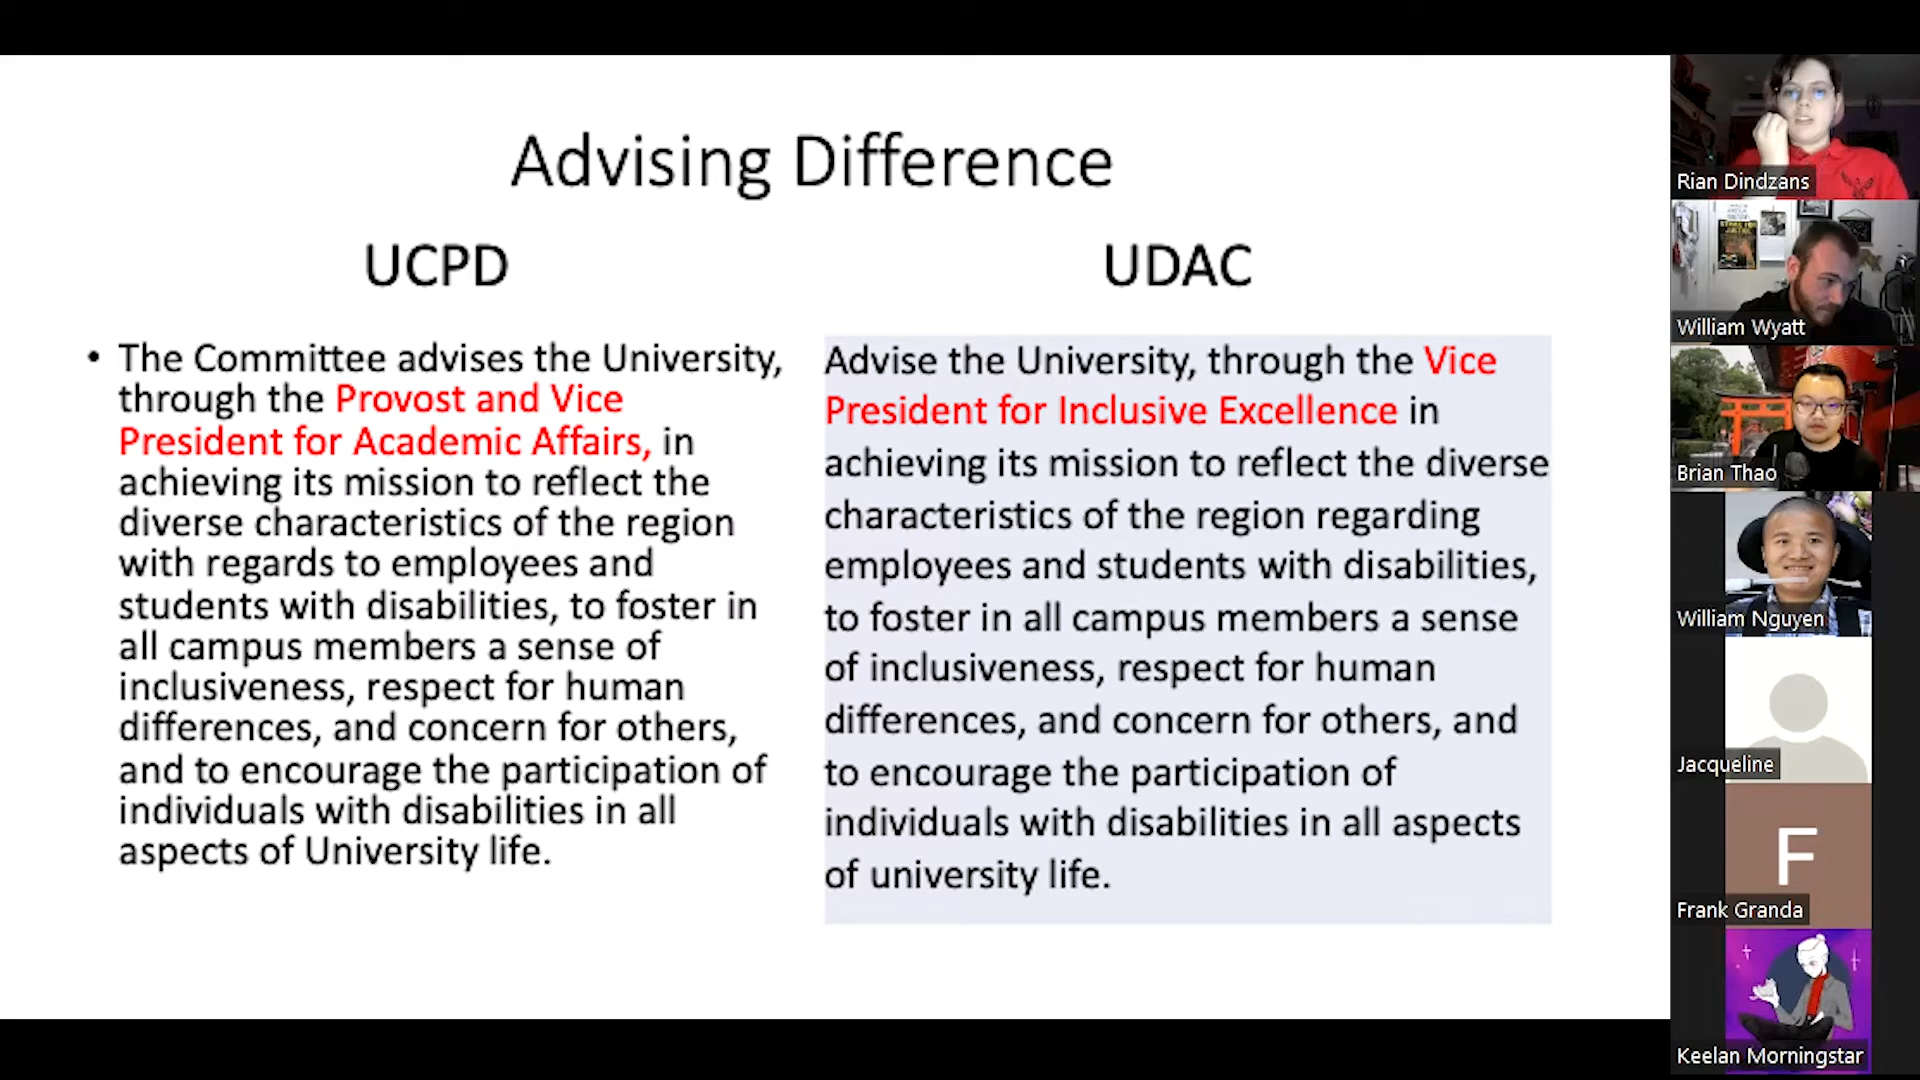 Advising Difference
UCPD
• The Committee advises the University,
through the Provost and Vice
President for Academic Affairs, in
achieving its mission to reflect the
diverse characteristics of the region
with regards to employees and
students with disabilities, to foster in
all campus members a sense of
inclusiveness, respect for human
differences, and concern for others,
and to encourage the participation of
individuals with disabilities in all
aspects of University life.
UDAC
Advise the University, through the Vice
President for Inclusive Excellence in
achieving its mission to reflect the diverse
characteristics of the region regarding
employees and students with disabilities,
to foster in all campus members a sense
of inclusiveness, respect for human
differences, and concern for others, and
to encourage the participation of
individuals with disabilities in all aspects
of university life.
Rian Dindzans
William Wyatt
Brian Thao
William Nguyen
Jacqueline
F
Frank Granda
Keelan Morningstar